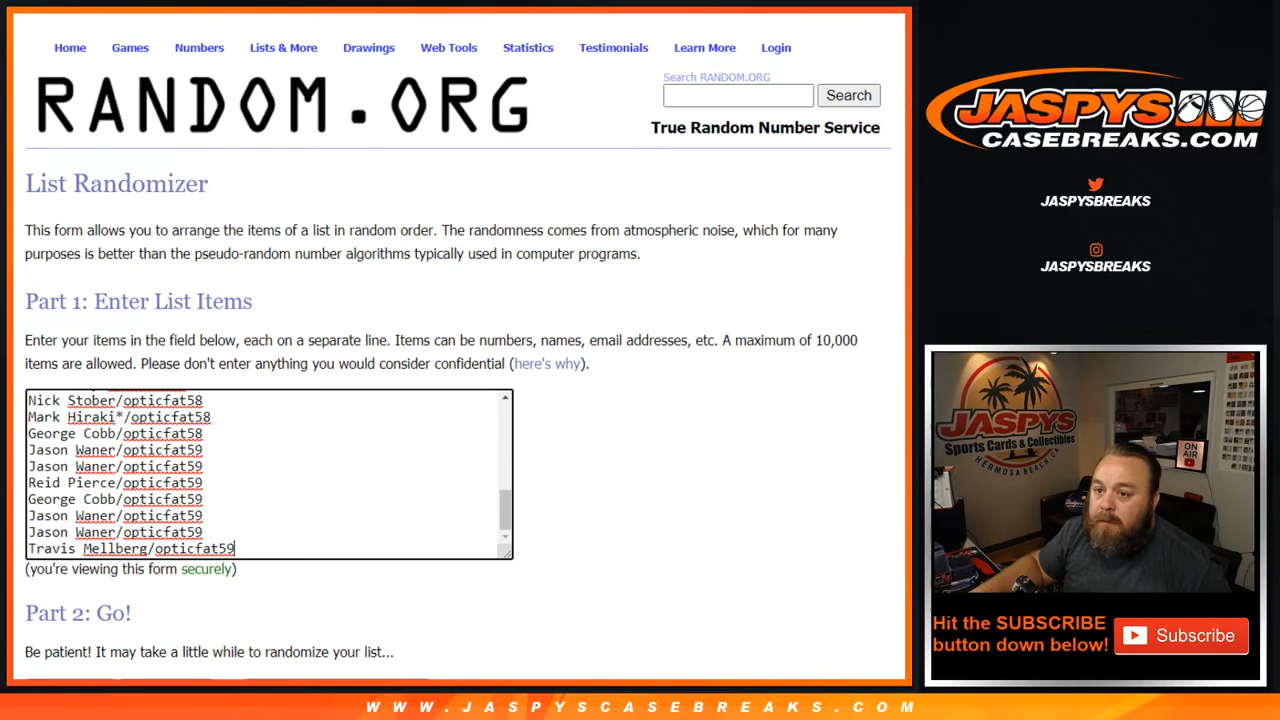 Home Games Numbers Lists & More Drawings Web Tools Statistics Testimonials Learn More Login
RANDOM.ORG
Search RANDOM.ORG
Search
True Random Number Service
List Randomizer
This form allows you to arrange the items of a list in random order. The randomness comes from atmospheric noise, which for many
purposes is better than the pseudo-random number algorithms typically used in computer programs.
Part 1: Enter List Items
Enter your items in the field below, each on a separate line. Items can be numbers, names, email addresses, etc. A maximum of 10,000
items are allowed. Please don't enter anything you would consider confidential (here's why).
Nick Stober/opticfat58
Mark Hiraki*/opticfat58
George Cobb/opticfat58
Jason Waner/opticfat59
Jason Waner/opticfat59
Reid Pierce/opticfat59
George Cobb/opticfat59
Jason Waner/opticfat59
Jason Waner/opticfat59
Travis Mellberg/opticfat59
(you're viewing this form securely)
Part 2: Go!
Be patient! It may take a little while to randomize your list...
JASPYS
CASEBREAKS.COM
JASPYSBREAKS
JASPYSBREAKS
JASPYS
Sports Cards & Collectibles
HERMOSA BEACH, CA
ON
AIR
Hit the SUBSCRIBE
button down below!
Subscribe
WWW.JASPYSCASEBREAKS.COM